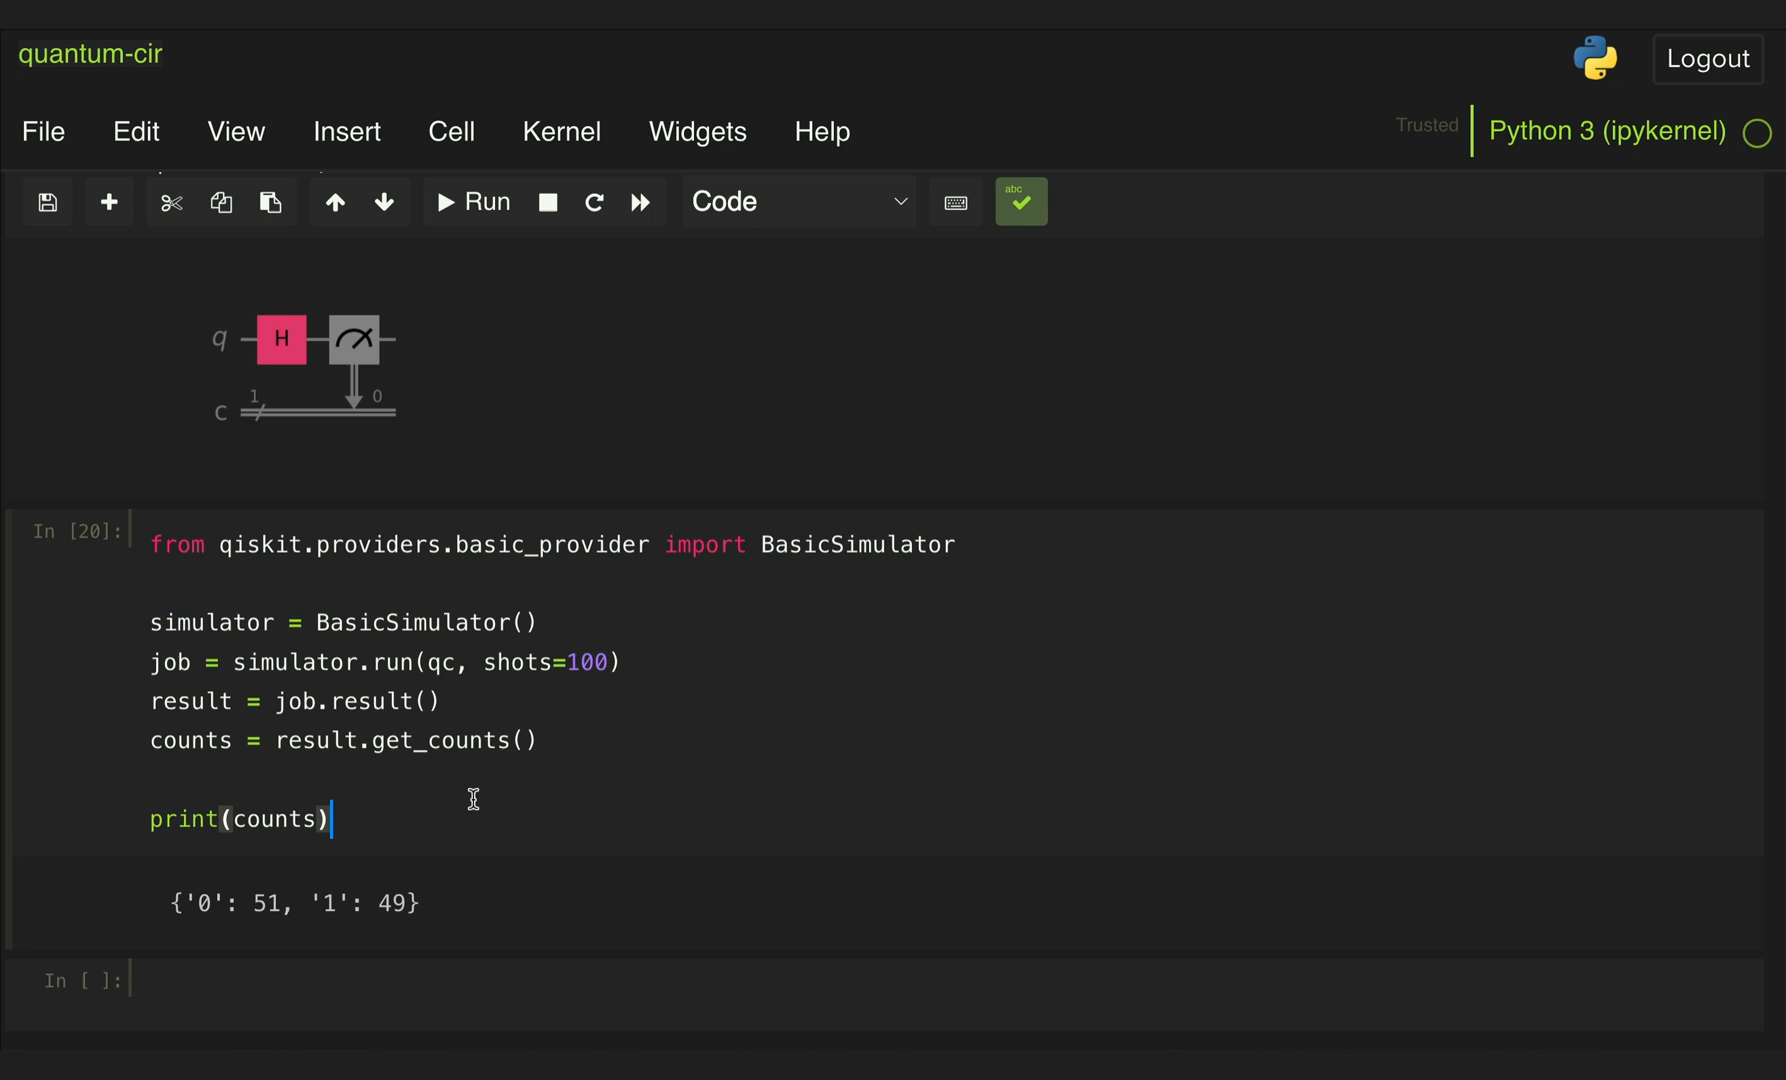 quantum-cir
Logout
File Edit View Insert Cell Kernel Widgets Help
Trusted
Python 3 (ipykernel)
Run
Code
abc
q
H
1
0
c
In [20]:
from qiskit.providers.basic_provider import BasicSimulator
simulator = BasicSimulator()
job = simulator.run(qc, shots=100)
result = job.result()
counts = result.get_counts()
print(counts)
{'0': 51, '1': 49}
In [ ]: